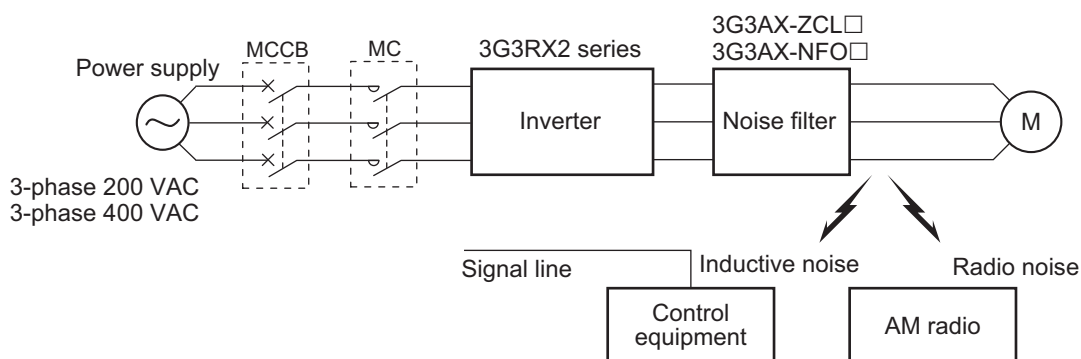 3G3AX-ZCL□
3G3AX-NFO□
MCCB
MC
3G3RX2 series
Power supply
Inverter
Noise filter
M
3-phase 200 VAC
3-phase 400 VAC
Signal line
Inductive noise
Radio noise
Control
equipment
AM radio